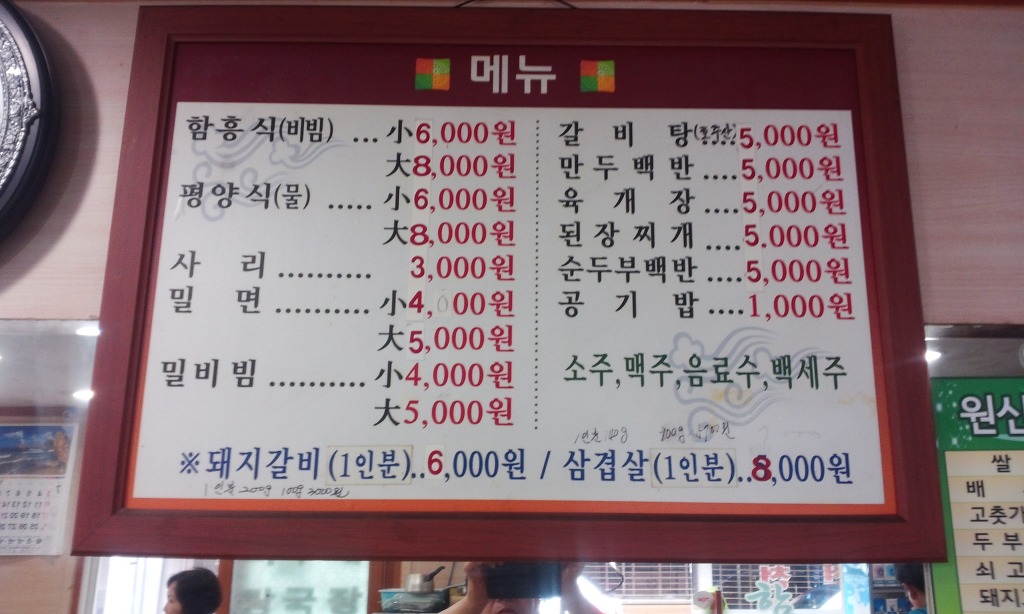 메뉴
함흥식(비빔) ... 小 6,000원
大 8,000원
평양식(물) ..... 小 6,000원
大 8,000원
사 리 .......... 3,000원
밀 면 小 4,000원
大 5,000원
밀비빔 .......... 小 4,000원
大 5,000원
갈 비 탕 .... 5,000원
만두백반 .... 5,000원
육 개 장 .... 5,000원
된장찌개 .... 5.000원
순두부백반 .... 5,000원
공 기 밥 .... 1,000원
소주,맥주,음료수,백세주
※돼지갈비(1인분)..6,000원 / 삼겹살(1인분)..8,000원
원산
쌀
배
고춧가
두부
쇠고
돼지